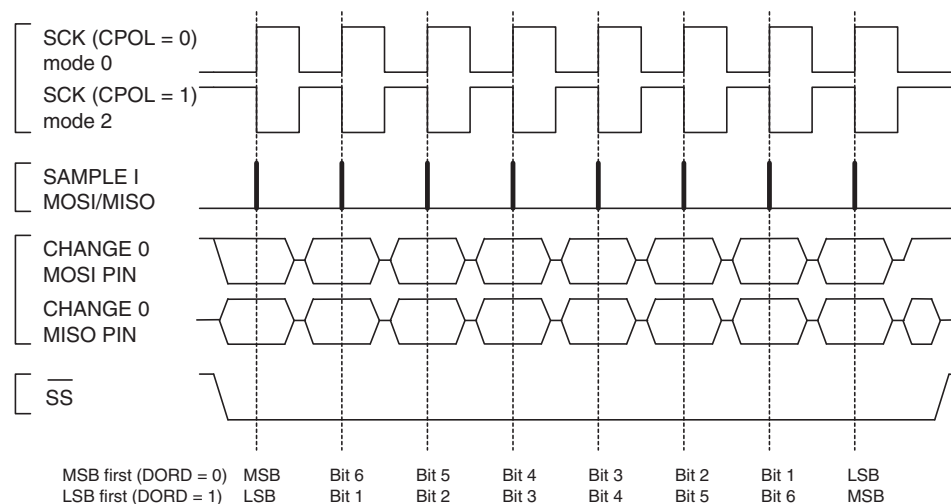 SCK (CPOL = 0)
mode 0
SCK (CPOL = 1)
mode 2
SAMPLE I
MOSI/MISO
CHANGE 0
MOSI PIN
CHANGE 0
MISO PIN
SS
MSB first (DORD = 0) MSB Bit 6 Bit 5 Bit 4 Bit 3 Bit 2 Bit 1 LSB
LSB first (DORD = 1) LSB Bit 1 Bit 2 Bit 3 Bit 4 Bit 5 Bit 6 MSB